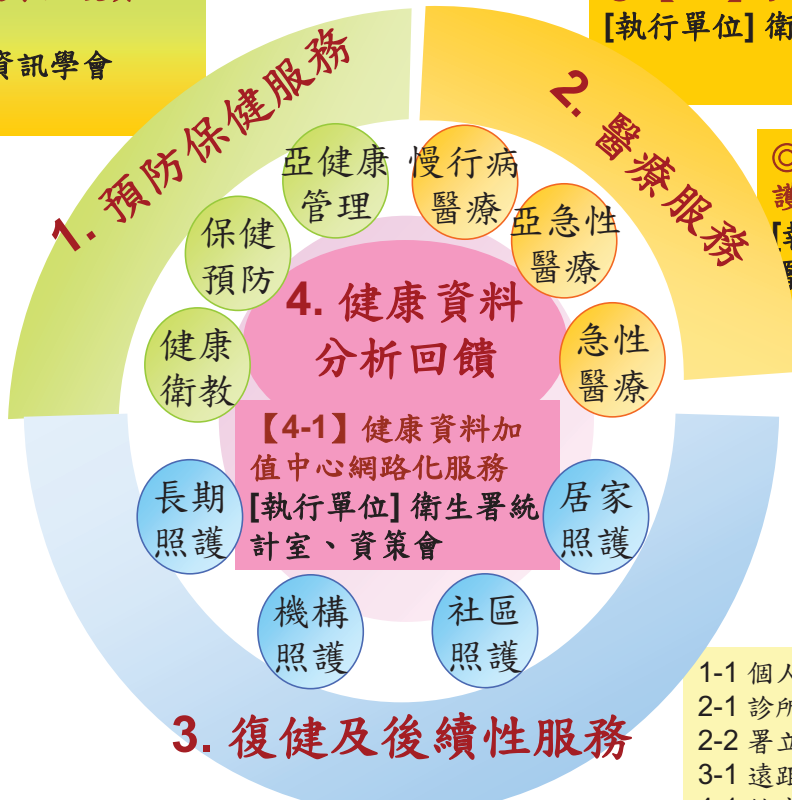 資訊學會
[執行單位] 衛
1. 預防保健服務
2. 醫療服務
亞健康
管理
慢行病
醫療
保健
預防
亞急性
醫療
健康
衛教
急性
醫療
4. 健康資料
分析回饋
【4-1】健康資料加
值中心網路化服務
[執行單位] 衛生署統
計室、資策會
長期
照護
居家
照護
機構
照護
社區
照護
3. 復健及後續性服務
◎
護
1-1 個人
2-1 診所
2-2 署立
3-1 遠距